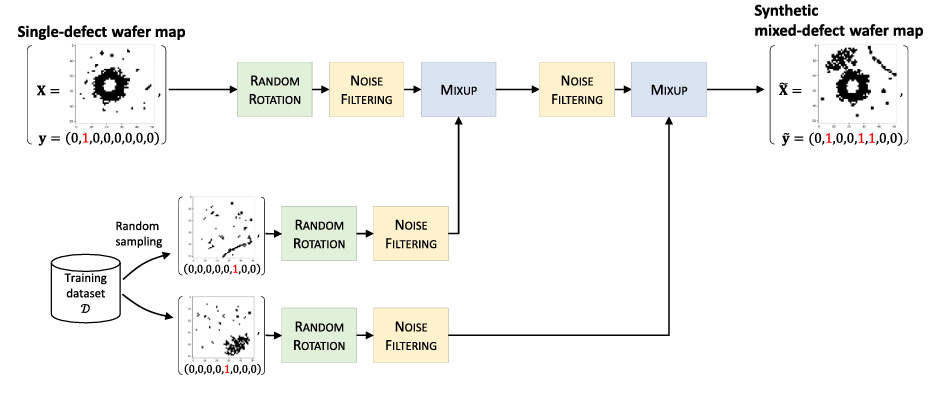 Single-defect wafer map
X = ,
y = (0,1,0,0,0,0,0,0)
RANDOM
ROTATION
NOISE
FILTERING
MIXUP
NOISE
FILTERING
MIXUP
Synthetic
mixed-defect wafer map
X̃ = ,
ỹ = (0,1,0,0,1,1,0,0)
Random
sampling
Training
dataset
𝒟
,
(0,0,0,0,0,1,0,0)
RANDOM
ROTATION
NOISE
FILTERING
,
(0,0,0,0,1,0,0,0)
RANDOM
ROTATION
NOISE
FILTERING